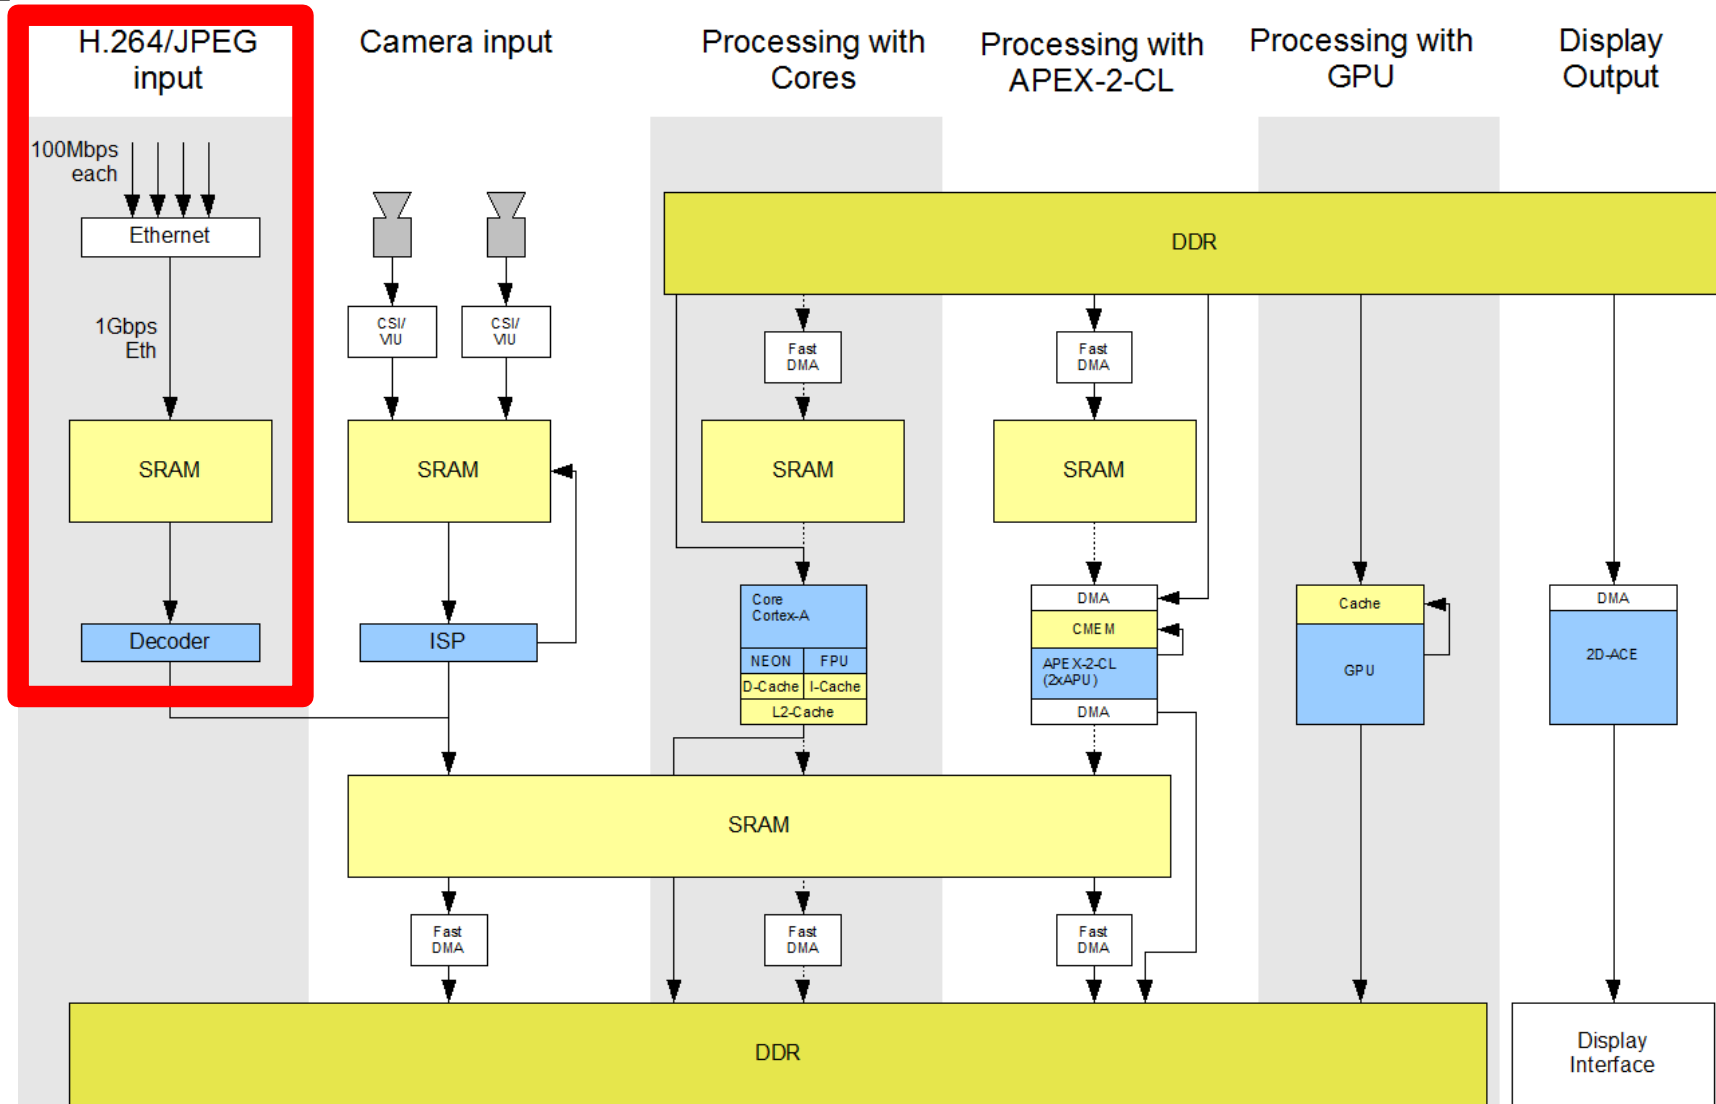 H.264/JPEG
input
Camera input
Processing with
Cores
Processing with
APEX-2-CL
Processing with
GPU
Display
Output
100Mbps
each
Ethernet
1Gbps
Eth
SRAM
Decoder
CSI/
VIU
CSI/
VIU
SRAM
ISP
DDR
Fast
DMA
SRAM
Core
Cortex-A
NEON
FPU
D-Cache
I-Cache
L2-Cache
Fast
DMA
SRAM
DMA
CMEM
APEX-2-CL
(2xAPU)
DMA
Cache
GPU
DMA
2D-ACE
SRAM
Fast
DMA
Fast
DMA
Fast
DMA
DDR
Display
Interface